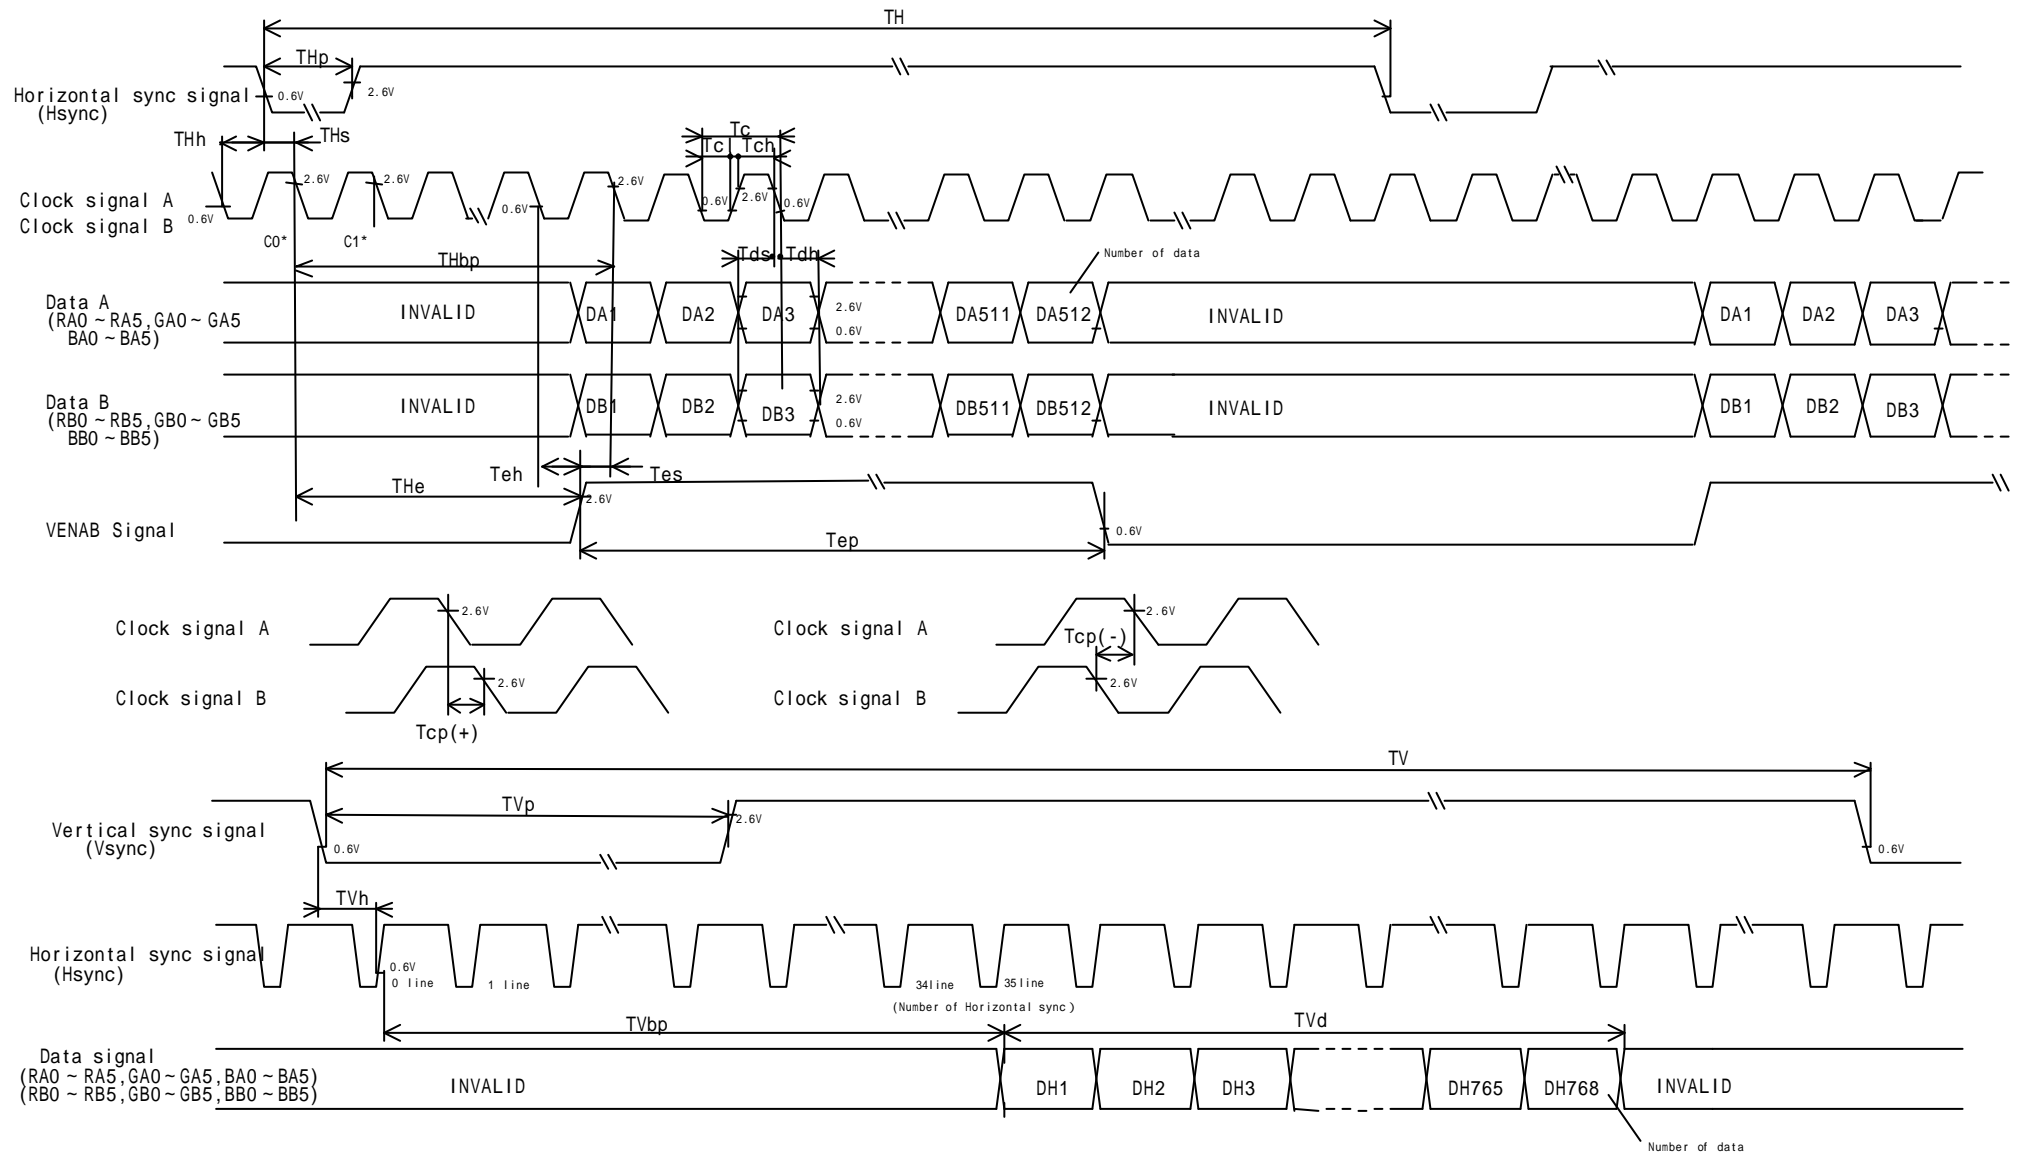 TH
THp
0.6V
2.6V
Horizontal sync signal
(Hsync)
THh
THs
Tc
Tc
Tch
2.6V
2.6V
0.6V
2.6V
0.6V
2.6V
0.6V
Clock signal A
Clock signal B
0.6V
C0*
C1*
THbp
Tds
Tdh
Number of data
Data A
(RA0~RA5,GA0~GA5
BA0~BA5)
INVALID
DA1
DA2
DA3
2.6V
0.6V
DA511
DA512
INVALID
DA1
DA2
DA3
Data B
(RB0~RB5,GB0~GB5
BB0~BB5)
INVALID
DB1
DB2
DB3
2.6V
0.6V
DB511
DB512
INVALID
DB1
DB2
DB3
Teh
Tes
THe
2.6V
VENAB Signal
0.6V
Tep
Clock signal A
2.6V
Clock signal B
2.6V
Tcp(+)
Clock signal A
2.6V
Tcp(-)
Clock signal B
2.6V
TV
TVp
2.6V
Vertical sync signal
(Vsync)
0.6V
0.6V
TVh
Horizontal sync signal
(Hsync)
0.6V
0 line
1 line
34line
35line
(Number of Horizontal sync)
TVbp
TVd
Data signal
(RA0~RA5,GA0~GA5,BA0~BA5)
(RB0~RB5,GB0~GB5,BB0~BB5)
INVALID
DH1
DH2
DH3
DH765
DH768
INVALID
Number of data